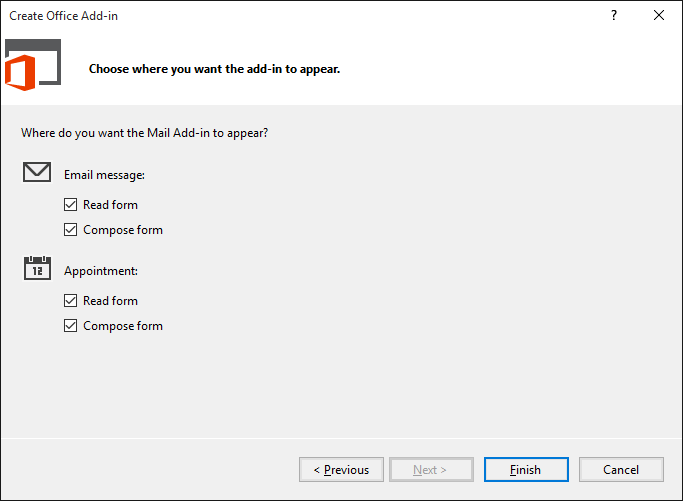 Create Office Add-in
?
Choose where you want the add-in to appear.
Where do you want the Mail Add-in to appear?
Email message:
Read form
Compose form
12
Appointment:
Read form
Compose form
< Previous
Next >
Finish
Cancel